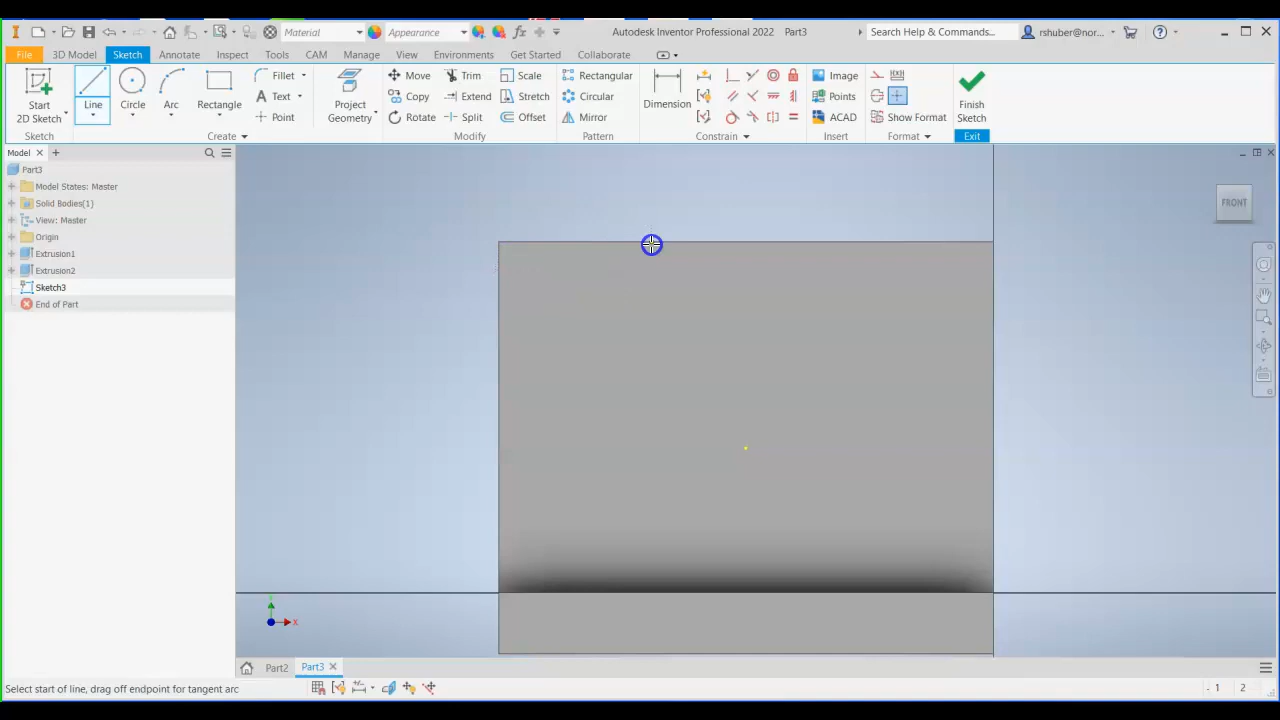 Material Appearance Autodesk Inventor Professional 2022 Part3 Search Help & Commands... rshuber@nor...
File 3D Model Sketch Annotate Inspect Tools CAM Manage View Environments Get Started Collaborate
Start 2D Sketch
Line
Circle
Arc
Rectangle
Fillet
Text
Point
Project Geometry
Move
Copy
Rotate
Trim
Extend
Split
Scale
Stretch
Offset
Rectangular
Circular
Mirror
Dimension
Image
Points
ACAD
Show Format
Finish Sketch
Sketch Create Modify Pattern Constrain Insert Format Exit
Model
Part3
Model States: Master
Solid Bodies(1)
View: Master
Origin
Extrusion1
Extrusion2
Sketch3
End of Part
FRONT
X
Part2 Part3
Select start of line, drag off endpoint for tangent arc
1 2